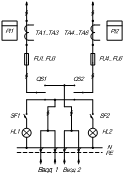 PI1 TA1...TA3 TA4...TA6 PI2
FU1...FU3 FU4...FU6
QS1 QS2
SF1 SF2
HL1 HL2
N
PE
Ввод 1 Ввод 2